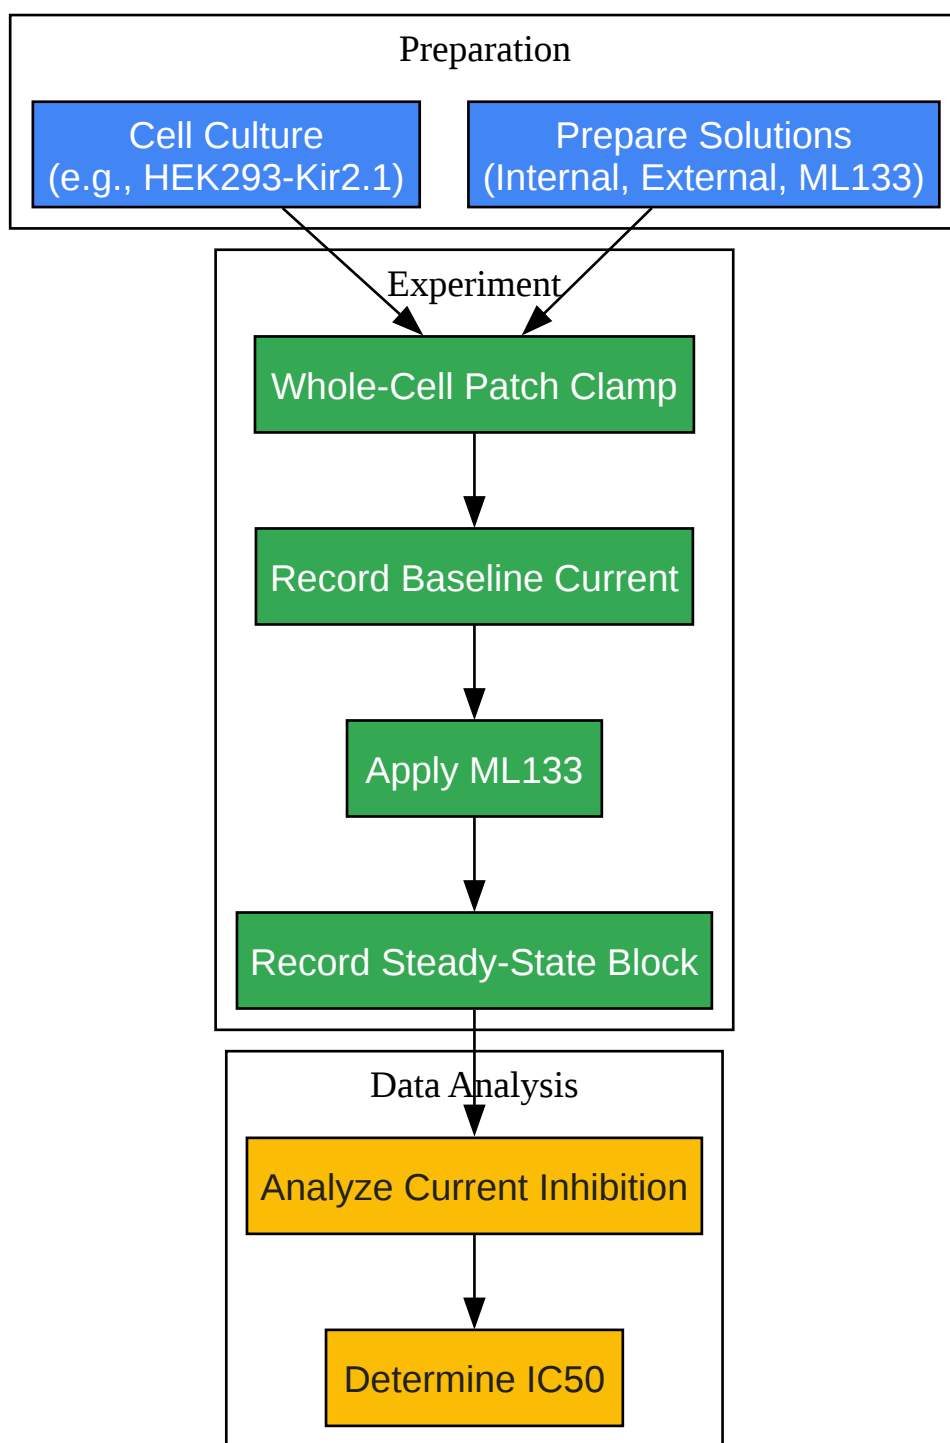 Preparation
Cell Culture
(e.g., HEK293-Kir2.1)
Prepare Solutions
(Internal, External, ML133)
Experiment
Whole-Cell Patch Clamp
Record Baseline Current
Apply ML133
Record Steady-State Block
Data Analysis
Analyze Current Inhibition
Determine IC50